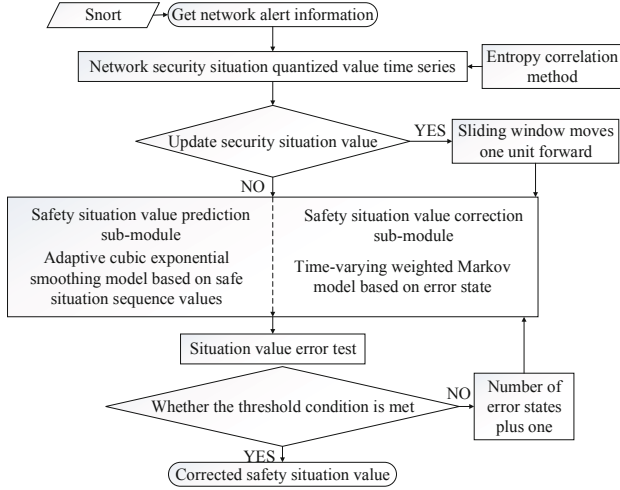 Snort
Get network alert information
Network security situation quantized value time series
Entropy correlation
method
Update security situation value
YES
Sliding window moves
one unit forward
NO
Safety situation value prediction
sub-module
Adaptive cubic exponential
smoothing model based on safe
situation sequence values
Safety situation value correction
sub-module
Time-varying weighted Markov
model based on error state
Situation value error test
Whether the threshold condition is met
NO
Number of
error states
plus one
YES
Corrected safety situation value